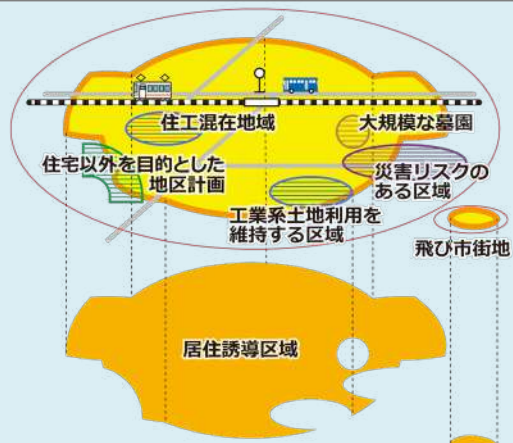 住工混在地域
大規模な墓園
住宅以外を目的とした
地区計画
災害リスクの
ある区域
工業系土地利用を
維持する区域
飛び市街地
居住誘導区域